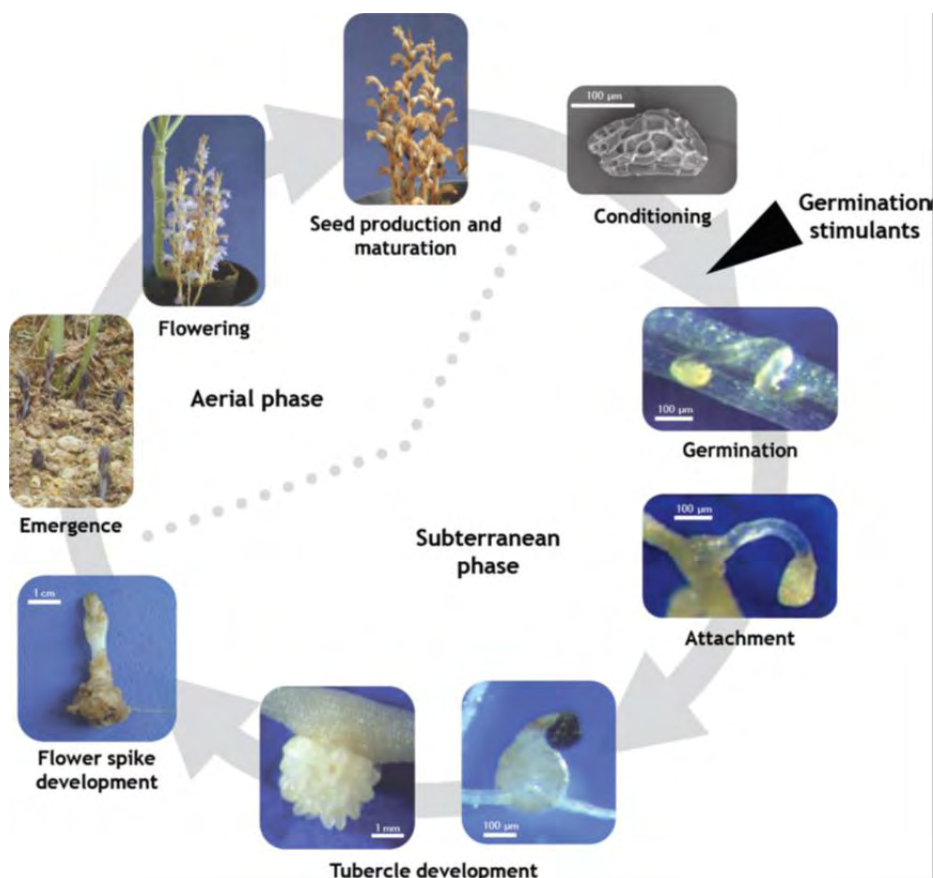 100 µm
Conditioning
Germination
stimulants
Seed production and
maturation
Flowering
Aerial phase
100 µm
Germination
Emergence
100 µm
Subterranean
phase
Attachment
1 cm
Flower spike
development
1 mm
100 µm
Tubercle development